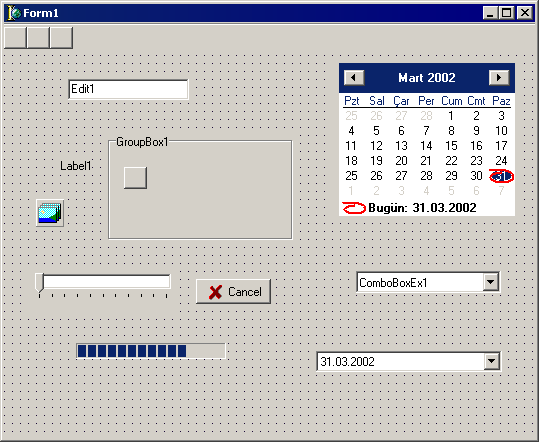 Form1
Edit1
Mart 2002
Pzt Sal Çar Per Cum Cmt Paz
25 26 27 28 1 2 3
4 5 6 7 8 9 10
11 12 13 14 15 16 17
18 19 20 21 22 23 24
25 26 27 28 29 30 31
1 2 3 4 5 6 7
Bugün: 31.03.2002
GroupBox1
Label1
Cancel
ComboBoxEx1
31.03.2002